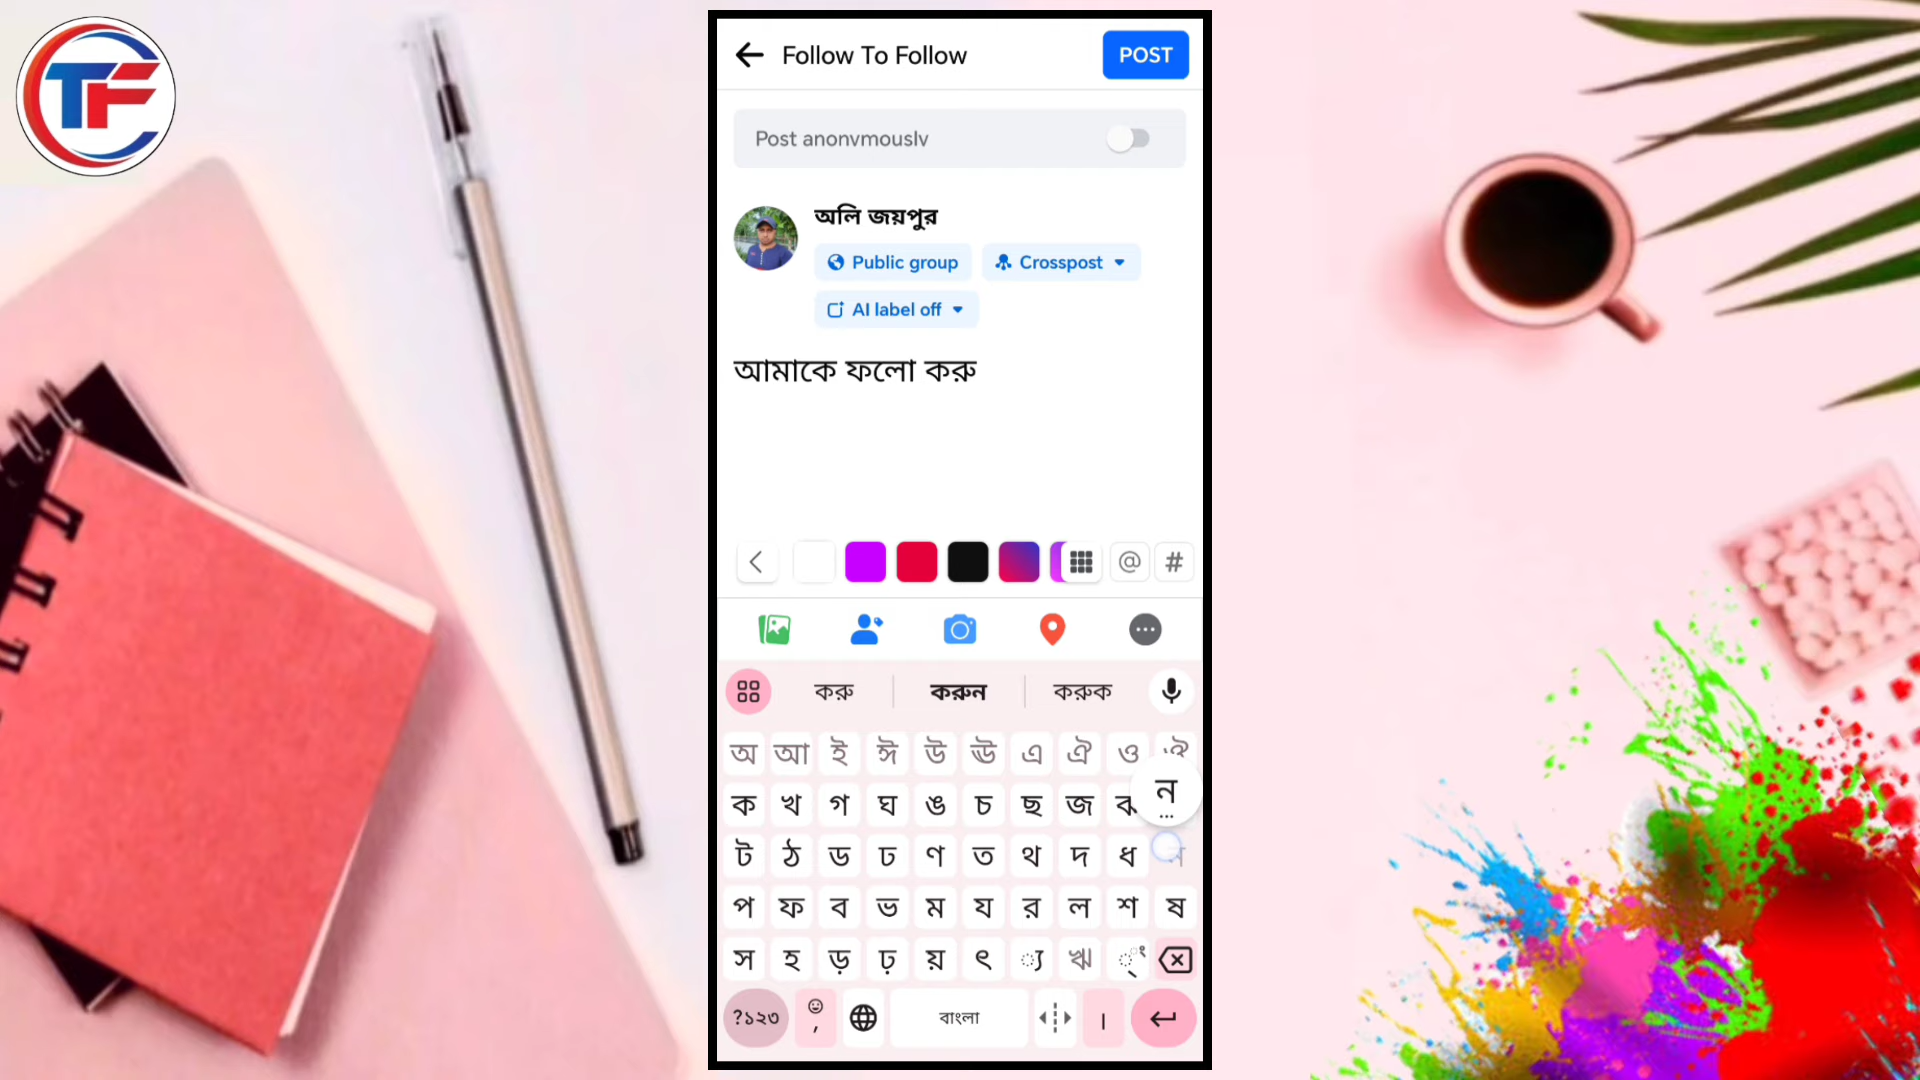 TF
Follow To Follow
POST
Post anonymously
অলি জয়পুর
Public group
Crosspost
AI label off
আমাকে ফলো করু
@ #
করু করুন করুক
অ আ ই ঈ উ ঊ এ ঐ ও ঔ
ন
ক খ গ ঘ ঙ চ ছ জ
ট ঠ ড ঢ ণ ত থ দ ধ ন
প ফ ব ভ ম য র ল শ ষ
স হ ড় ঢ় য় ৎ ্য ঋ
?১২৩ , বাংলা ।